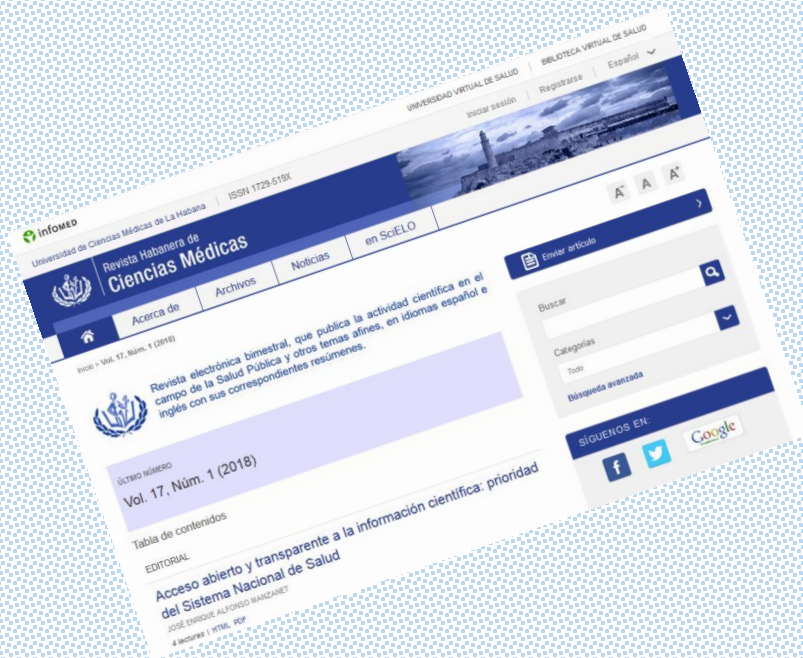 UNIVERSIDAD VIRTUAL DE SALUD | BIBLIOTECA VIRTUAL DE SALUD
infOMED
Iniciar sesión | Registrarse | Español
Universidad de Ciencias Médicas de La Habana | ISSN 1729-519X
Revista Habanera de
Ciencias Médicas
Acerca de
Archivos
Noticias
en SciELO
A- A A+
Inicio > Vol. 17, Núm. 1 (2018)
Revista electrónica bimestral, que publica la actividad científica en el
campo de la Salud Pública y otros temas afines, en idiomas español e
inglés con sus correspondientes resúmenes.
ÚLTIMO NÚMERO
Vol. 17, Núm. 1 (2018)
Tabla de contenidos
EDITORIAL
Acceso abierto y transparente a la información científica: prioridad
del Sistema Nacional de Salud
JOSÉ ENRIQUE ALFONSO MANZANET
4 lecturas | HTML PDF
Enviar artículo
Buscar
Categorías
Todo
Búsqueda avanzada
SÍGUENOS EN:
f
Google